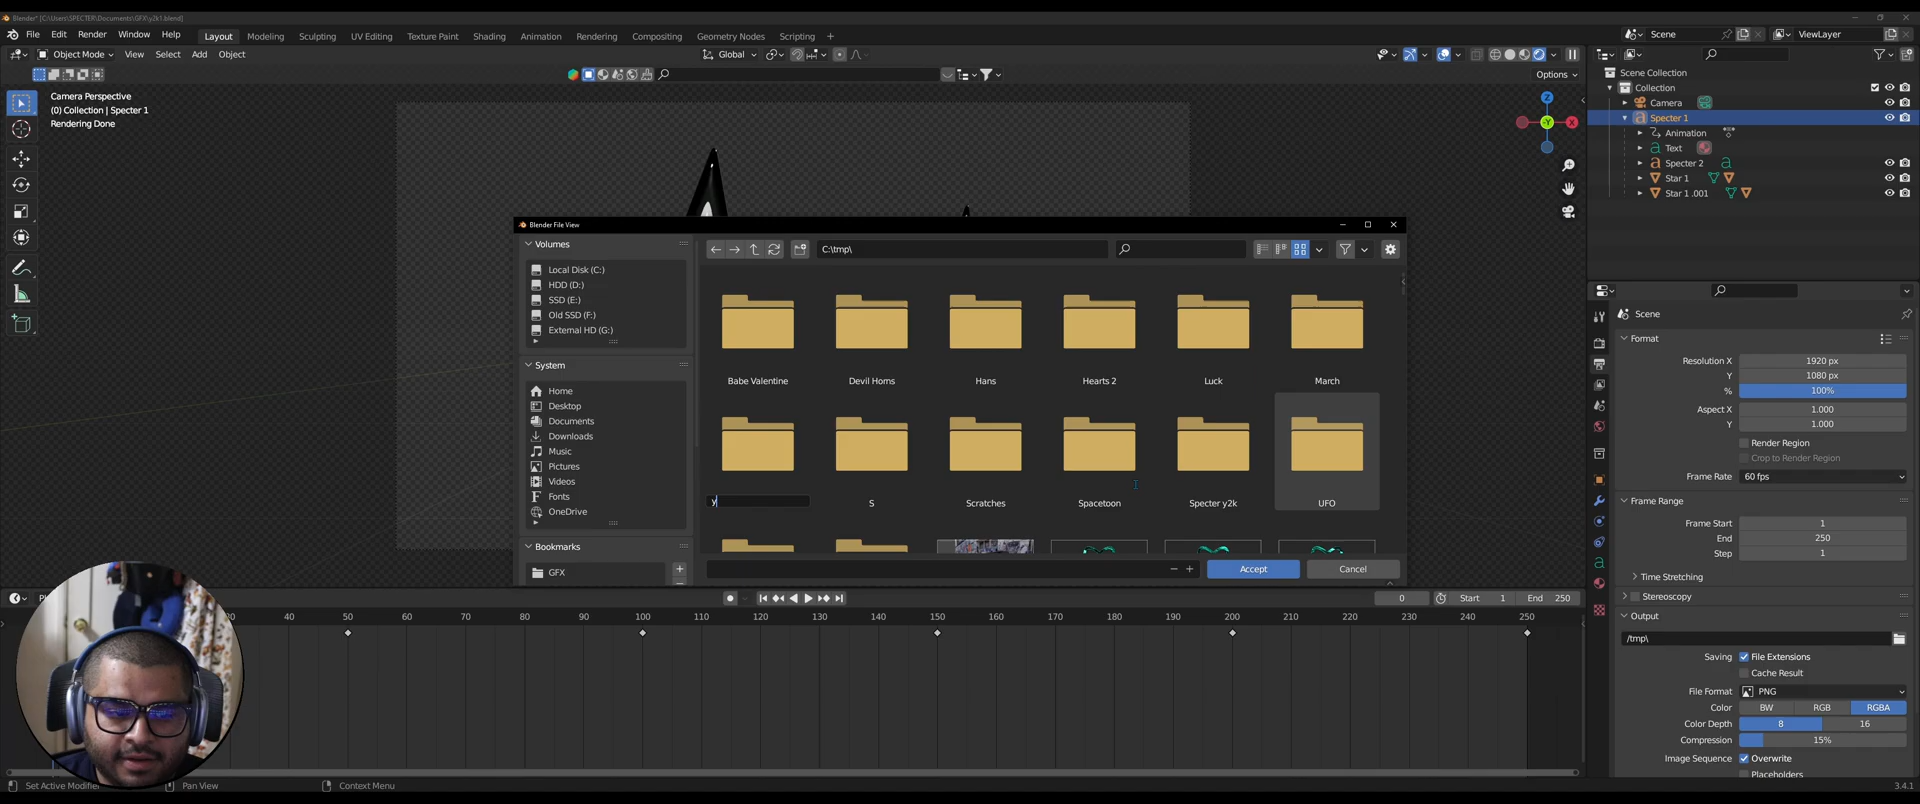 Blender* [C:\Users\SPECTER\Documents\GFX\y2k1.blend]
File Edit Render Window Help Layout Modeling Sculpting UV Editing Texture Paint Shading Animation Rendering Compositing Geometry Nodes Scripting + Scene ViewLayer
Object Mode View Select Add Object Global
Options
Camera Perspective
(0) Collection | Specter 1
Rendering Done
Z
-Y
X
Scene Collection
Collection
Camera
Specter 1
Animation
Text
Specter 2
Star 1
Star 1 .001
Blender File View
Volumes
Local Disk (C:)
HDD (D:)
SSD (E:)
Old SSD (F:)
External HD (G:)
System
Home
Desktop
Documents
Downloads
Music
Pictures
Videos
Fonts
OneDrive
Bookmarks
GFX
C:\tmp\
Babe Valentine Devil Horns Hans Hearts 2 Luck March
y S Scratches Spacetoon Specter y2k UFO
Accept Cancel
Scene
Format
Resolution X 1920 px
Y 1080 px
% 100%
Aspect X 1.000
Y 1.000
Render Region
Crop to Render Region
Frame Rate 60 fps
Frame Range
Frame Start 1
End 250
Step 1
Time Stretching
Stereoscopy
Output
/tmp\
Saving File Extensions
Cache Result
File Format PNG
Color BW RGB RGBA
Color Depth 8 16
Compression 15%
Image Sequence Overwrite
Placeholders
0 Start 1 End 250
30 40 50 60 70 80 90 100 110 120 130 140 150 160 170 180 190 200 210 220 230 240 250
Set Active Modifier Pan View Context Menu 3.4.1